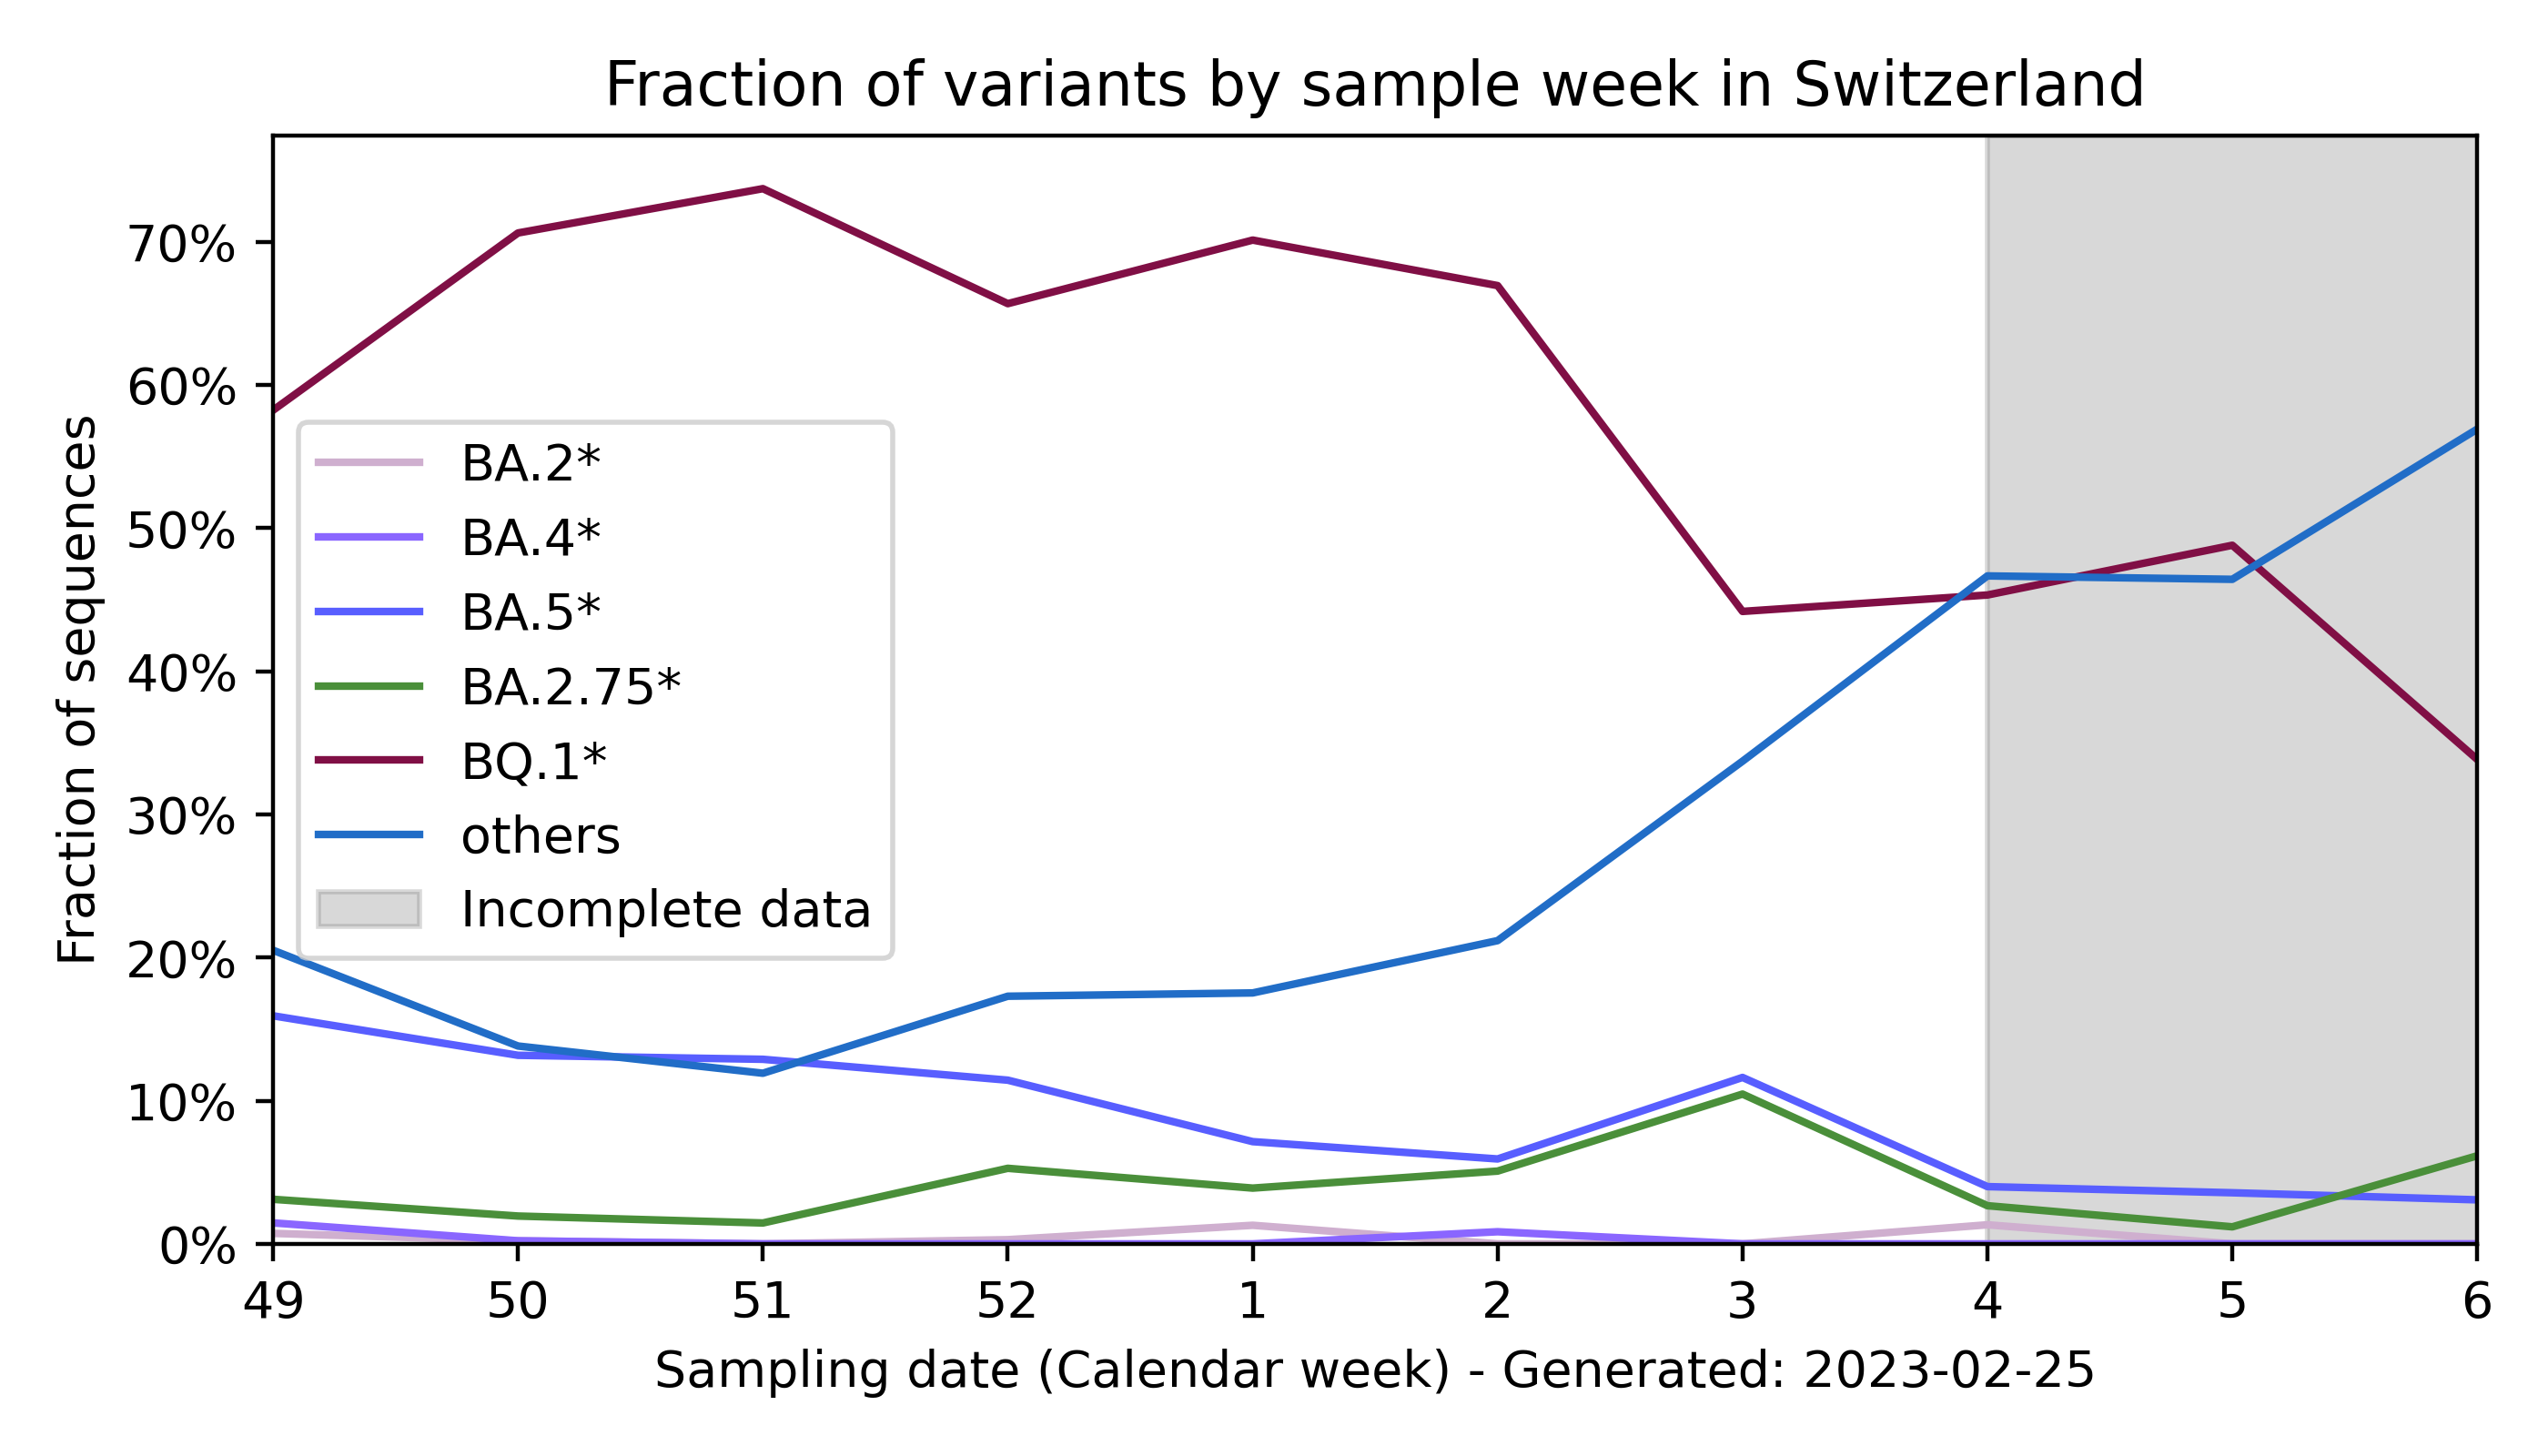 Fraction of variants by sample week in Switzerland
Fraction of sequences
70%
60%
50%
40%
30%
20%
10%
0%
BA.2*
BA.4*
BA.5*
BA.2.75*
BQ.1*
others
Incomplete data
49 50 51 52 1 2 3 4 5 6
Sampling date (Calendar week) - Generated: 2023-02-25